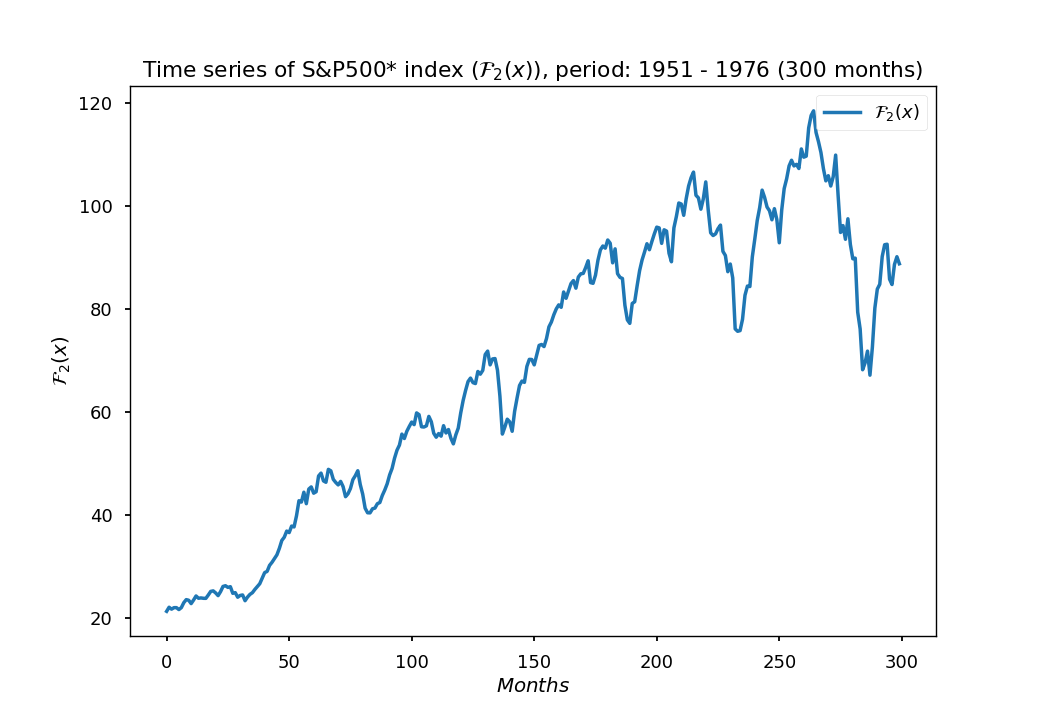 Time series of S&P500* index (ℱ₂(x)), period: 1951 - 1976 (300 months)
ℱ₂(x)
120
100
80
60
40
20
ℱ₂(x)
0 50 100 150 200 250 300
Months